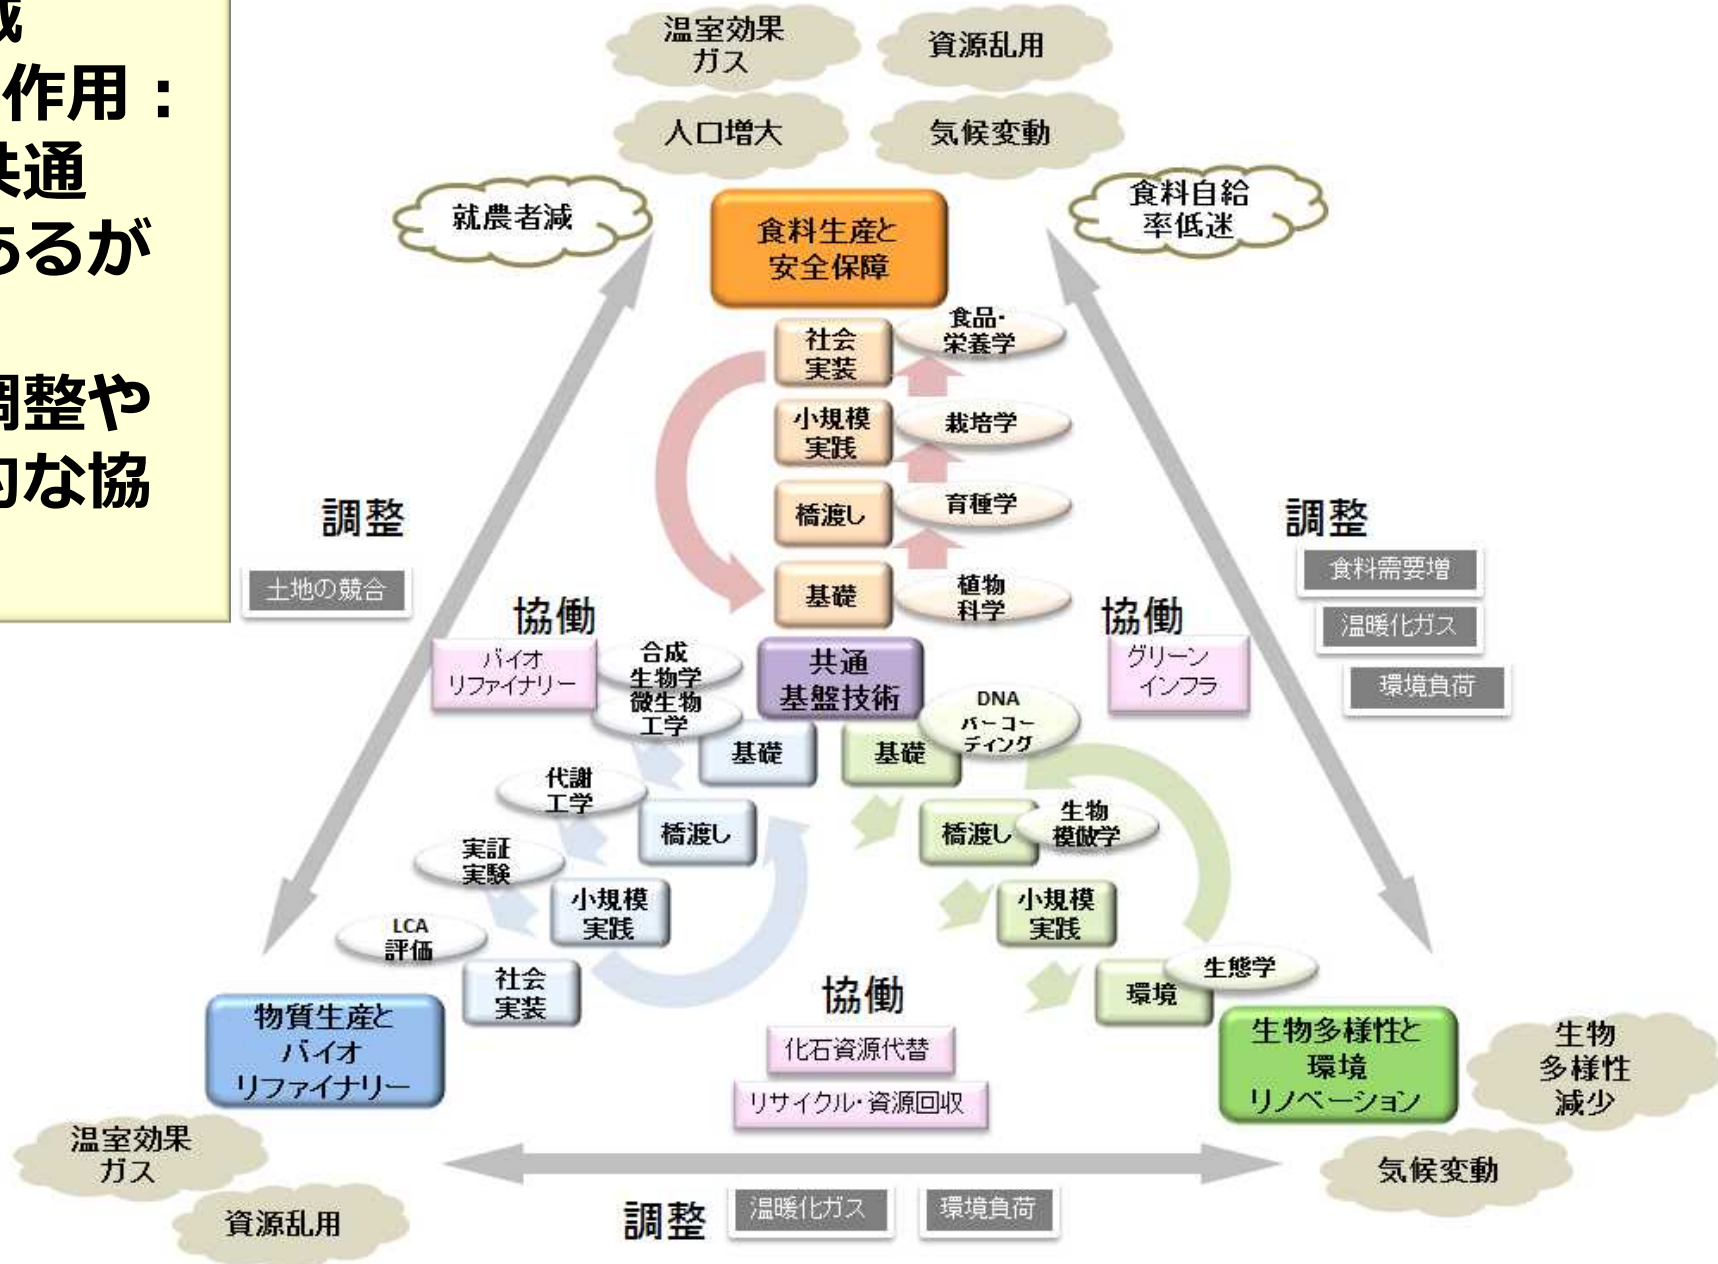 作用：
共通
あるが
調整や
的な協
温室効果
ガス
資源乱用
人口増大
気候変動
就農者減
食料自給
率低迷
食料生産と
安全保障
社会
実装
食品・
栄養学
小規模
実践
栽培学
橋渡し
育種学
基礎
植物
科学
調整
土地の競合
調整
食料需要増
温暖化ガス
環境負荷
協働
バイオ
リファイナリー
協働
グリーン
インフラ
共通
基盤技術
合成
生物学
微生物
工学
基礎
代謝
工学
橋渡し
実証
実験
小規模
実践
LCA
評価
社会
実装
物質生産と
バイオ
リファイナリー
基礎
DNA
バーコー
ディング
橋渡し
生物
模倣学
小規模
実践
環境
生態学
生物多様性と
環境
リノベーション
協働
化石資源代替
リサイクル・資源回収
生物
多様性
減少
気候変動
温室効果
ガス
資源乱用
調整
温暖化ガス
環境負荷